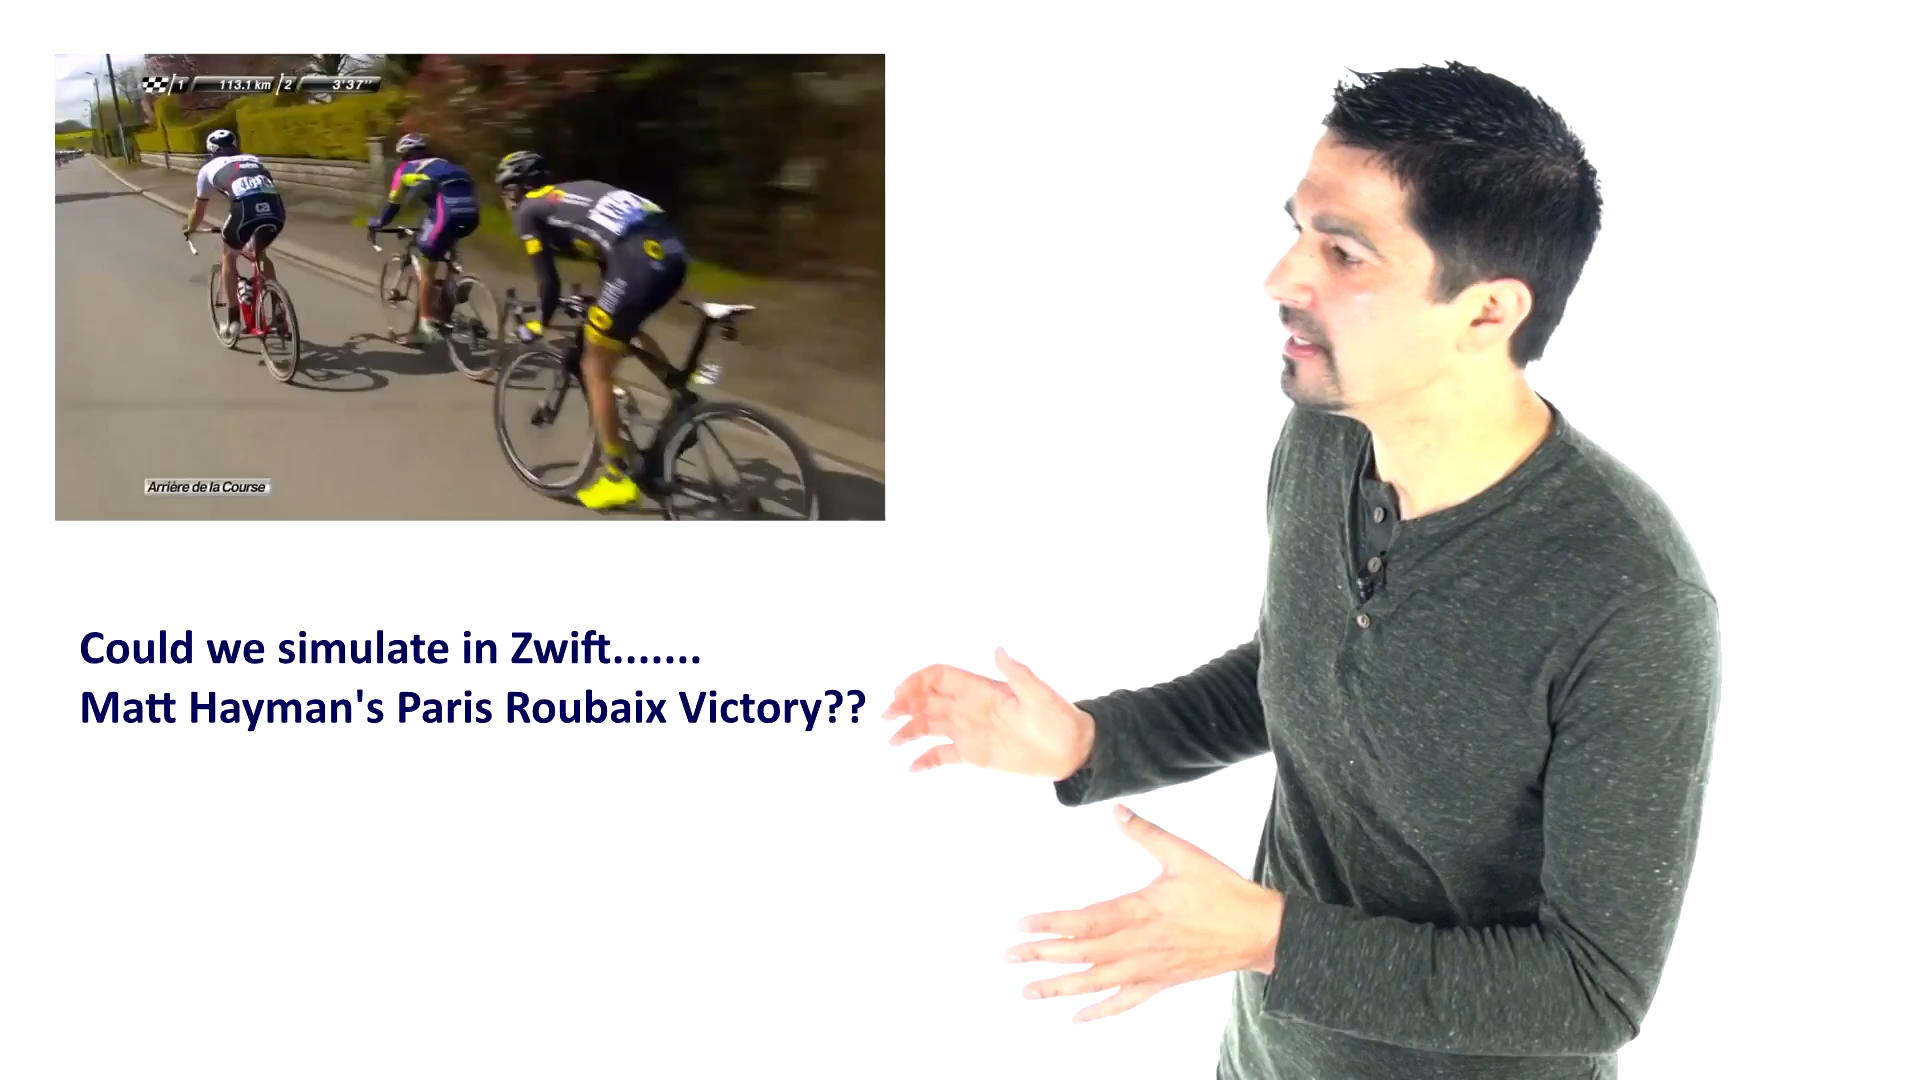 1 113.1 km 2 3'37''
Arrière de la Course
Could we simulate in Zwift.......
Matt Hayman's Paris Roubaix Victory??